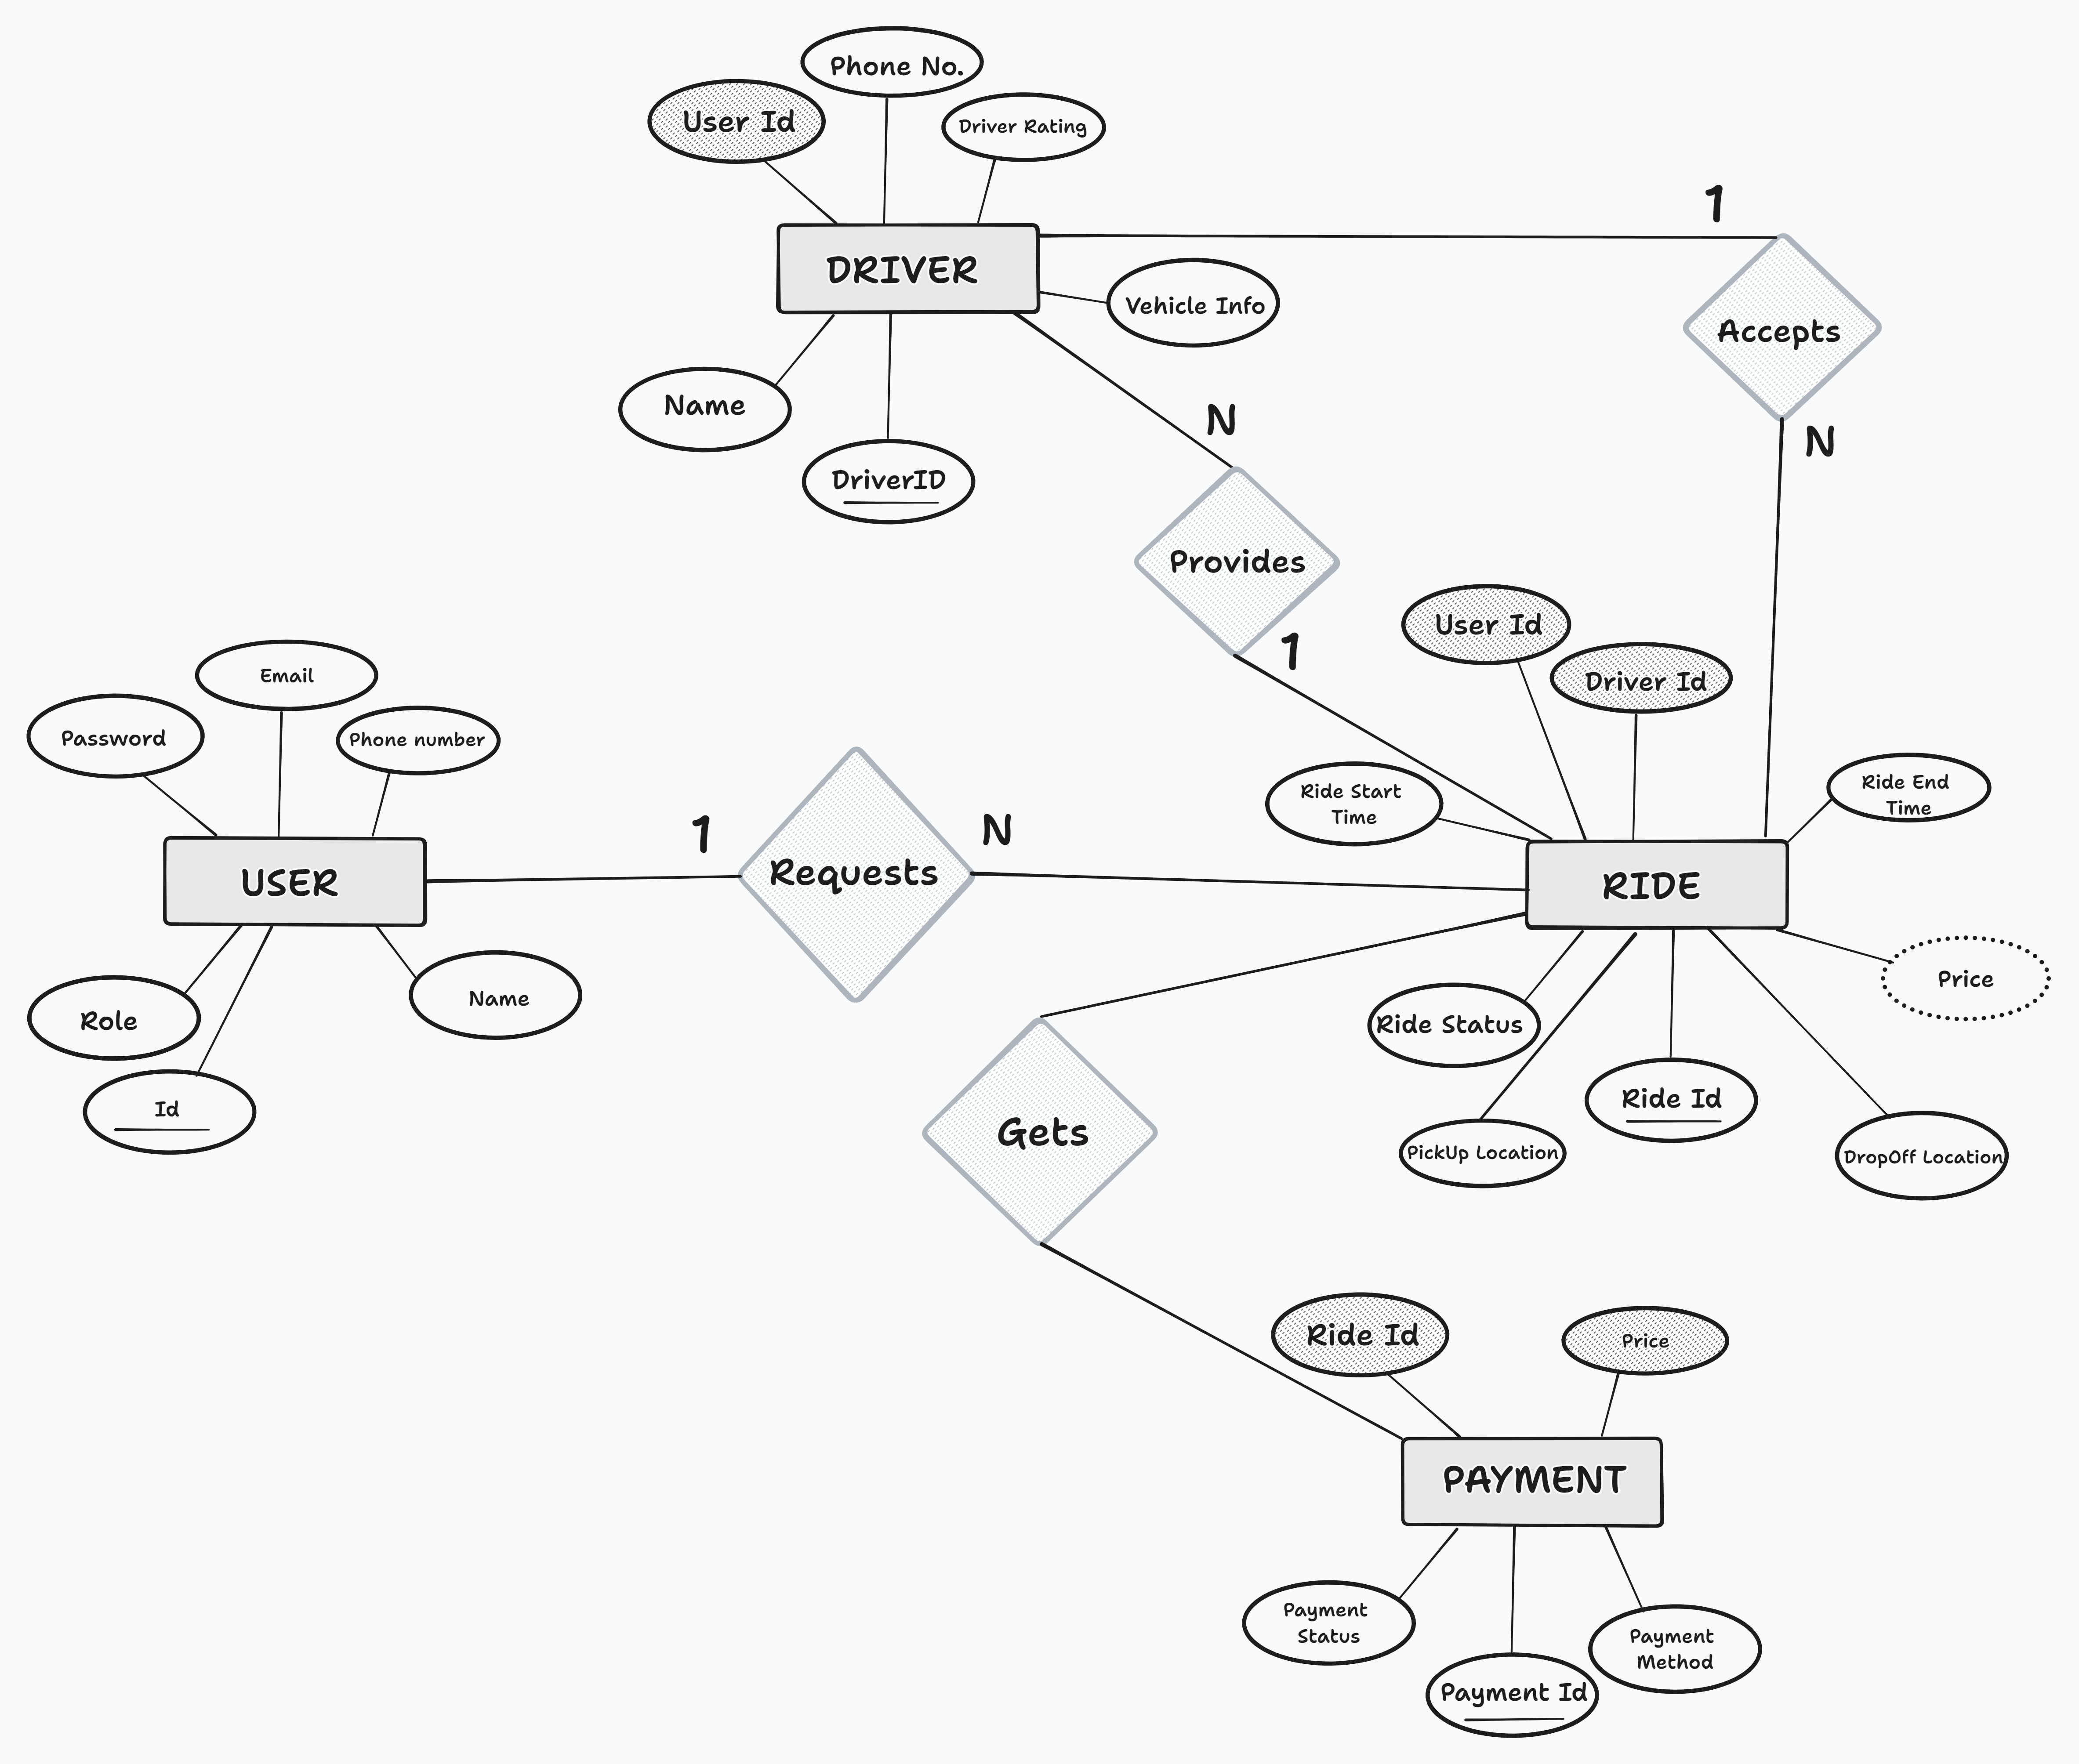 Phone No.
User Id
Driver Rating
1
DRIVER
Vehicle Info
Accepts
Name
N
N
DriverID
Provides
User Id
1
Driver Id
Email
Password
Phone number
Ride Start
Time
Ride End
Time
1
N
USER
Requests
RIDE
Price
Name
Role
Ride Status
Id
Ride Id
Gets
PickUp Location
DropOff Location
Ride Id
Price
PAYMENT
Payment
Status
Payment
Method
Payment Id